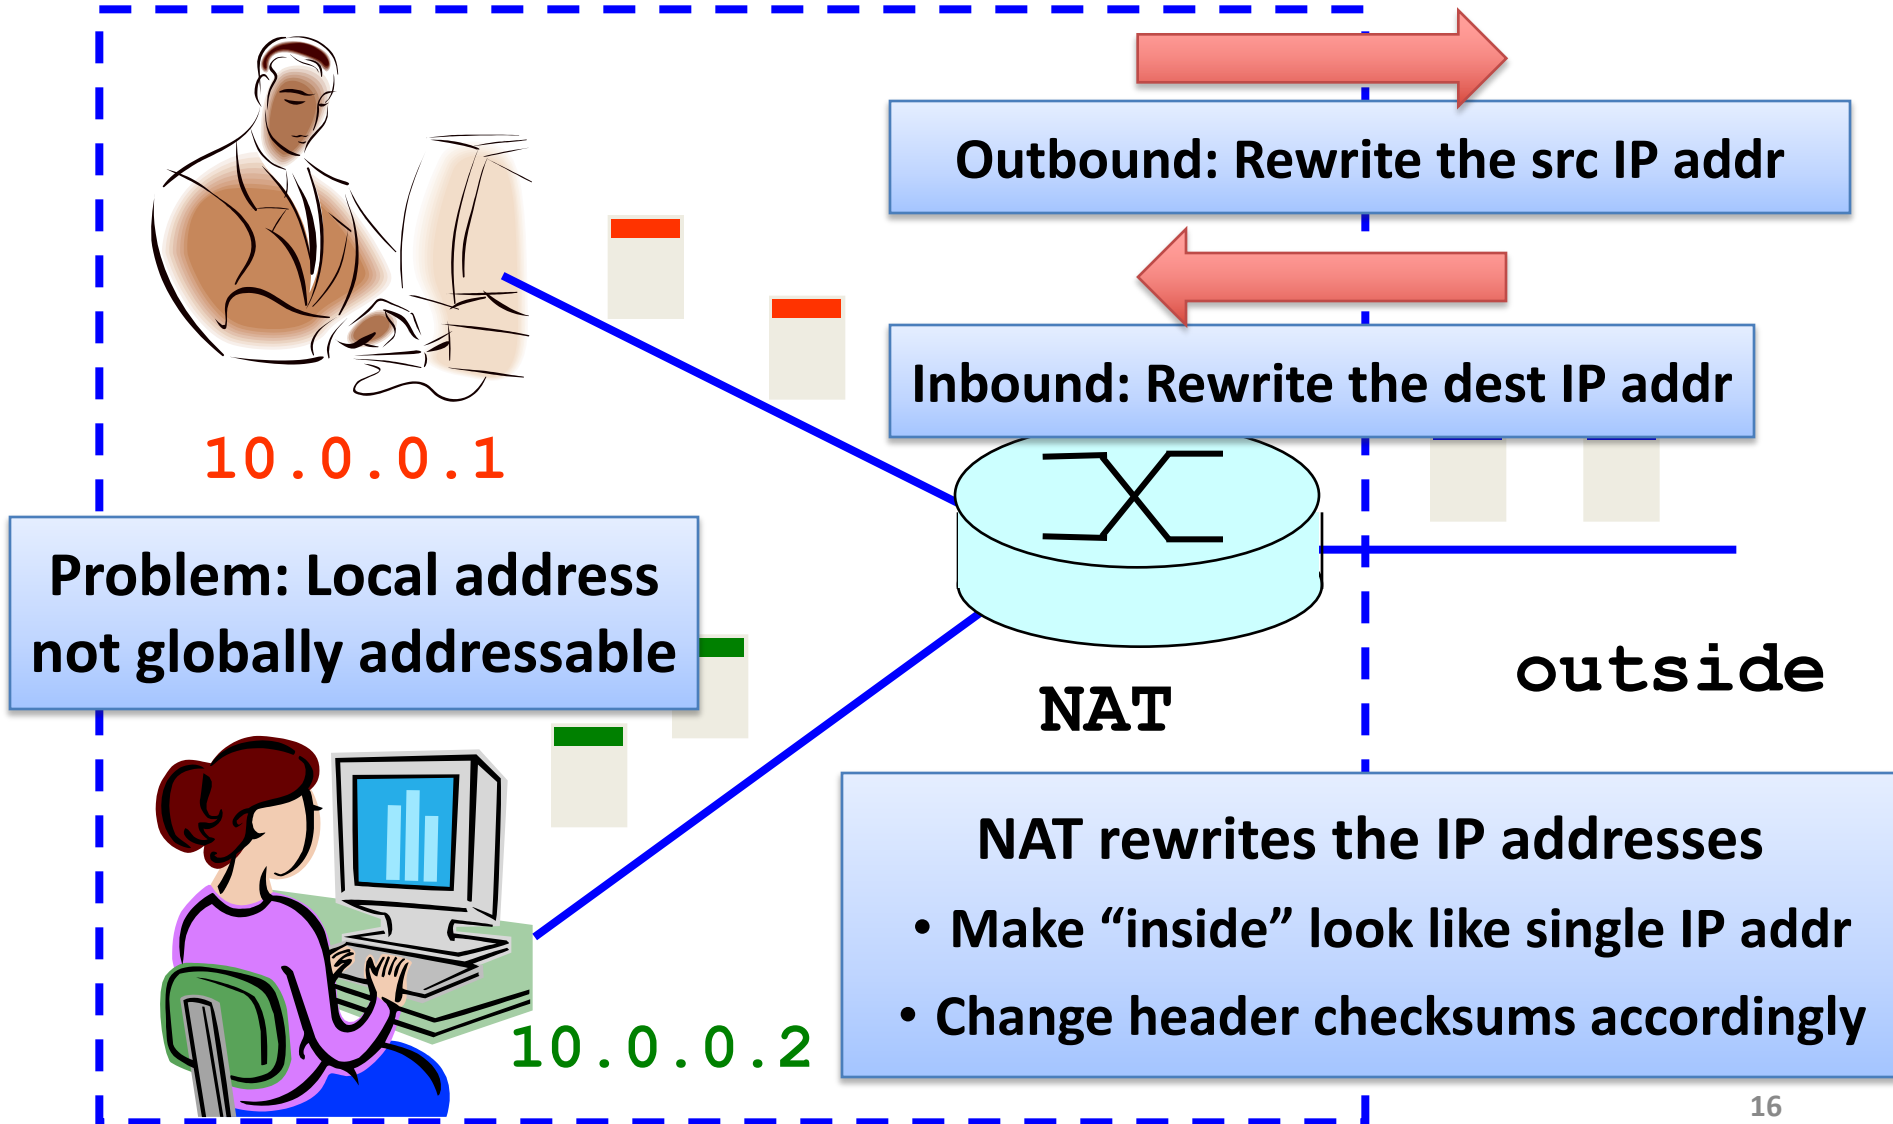 Outbound: Rewrite the src IP addr
Inbound: Rewrite the dest IP addr
10.0.0.1
Problem: Local address
not globally addressable
NAT
outside
NAT rewrites the IP addresses
• Make “inside” look like single IP addr
• Change header checksums accordingly
10.0.0.2
16